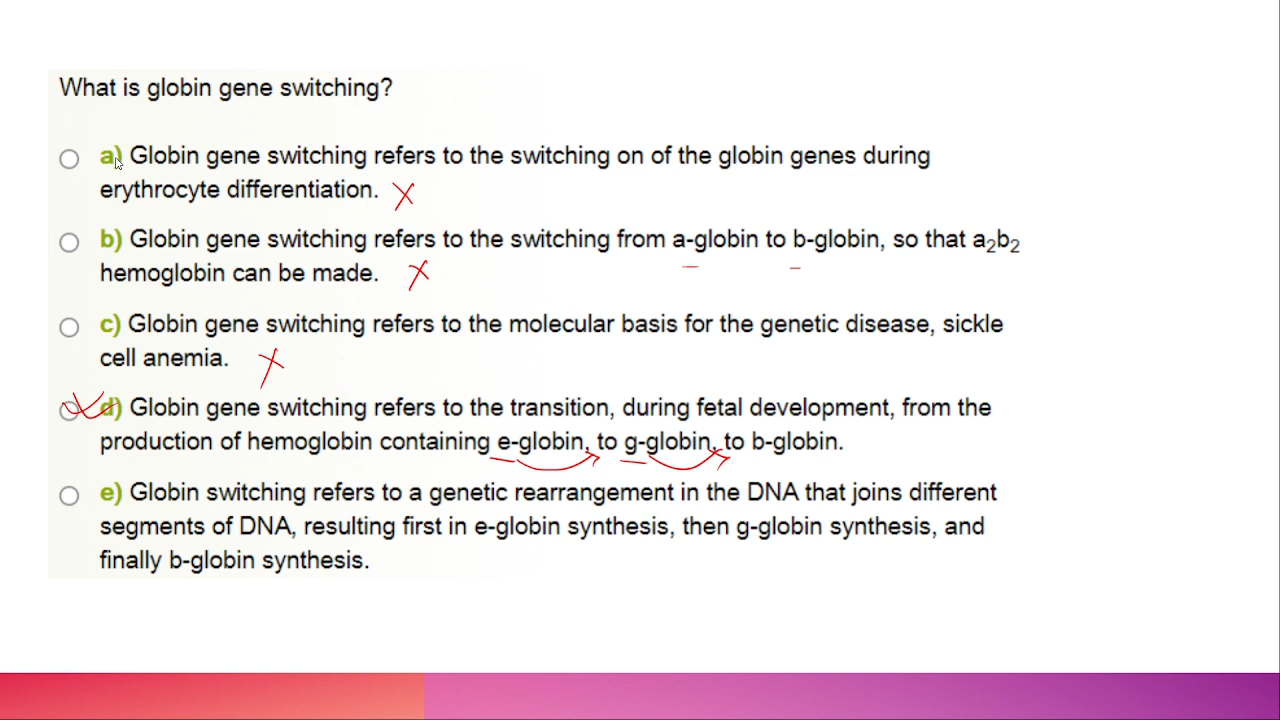 What is globin gene switching?
a) Globin gene switching refers to the switching on of the globin genes during
erythrocyte differentiation.
b) Globin gene switching refers to the switching from a-globin to b-globin, so that a₂b₂
hemoglobin can be made.
c) Globin gene switching refers to the molecular basis for the genetic disease, sickle
cell anemia.
d) Globin gene switching refers to the transition, during fetal development, from the
production of hemoglobin containing e-globin, to g-globin, to b-globin.
e) Globin switching refers to a genetic rearrangement in the DNA that joins different
segments of DNA, resulting first in e-globin synthesis, then g-globin synthesis, and
finally b-globin synthesis.